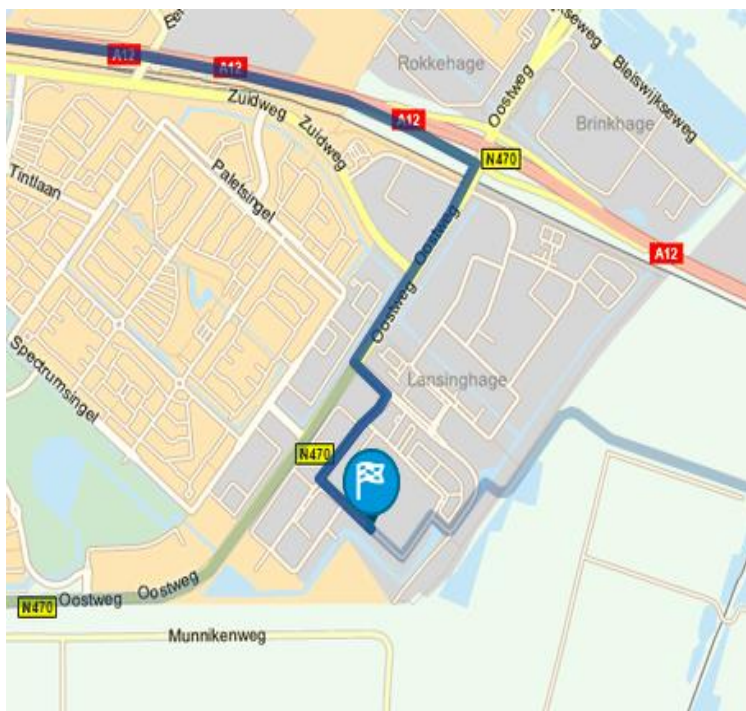 A12
A12
Rokkehage
Oostweg
Bleiswijkseweg
Brinkhage
Zuidweg
Zuidweg
A12
N470
Tintlaan
Paletsingel
Oostweg
A12
Oostweg
Spectrumsingel
Lansinghage
N470
N470
Oostweg
Oostweg
Munnikenweg